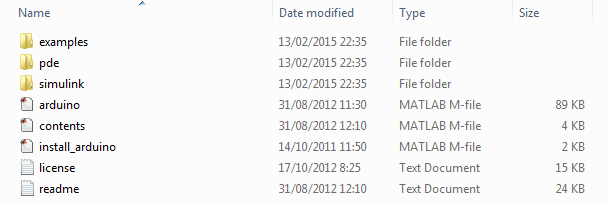 Name Date modified Type Size
examples 13/02/2015 22:35 File folder
pde 13/02/2015 22:35 File folder
simulink 13/02/2015 22:35 File folder
arduino 31/08/2012 11:30 MATLAB M-file 89 KB
contents 31/08/2012 12:10 MATLAB M-file 4 KB
install_arduino 14/10/2011 11:50 MATLAB M-file 2 KB
license 17/10/2012 8:25 Text Document 15 KB
readme 31/08/2012 12:10 Text Document 24 KB